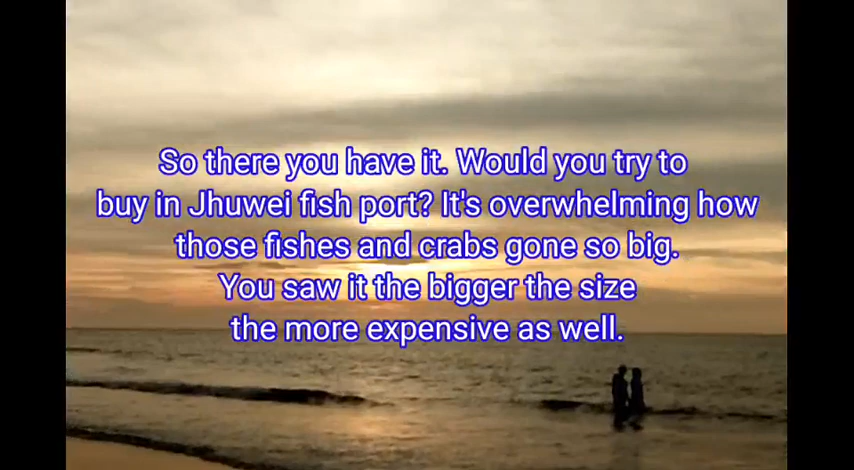 So there you have it. Would you try to
buy in Jhuwei fish port? It's overwhelming how
those fishes and crabs gone so big.
You saw it the bigger the size
the more expensive as well.